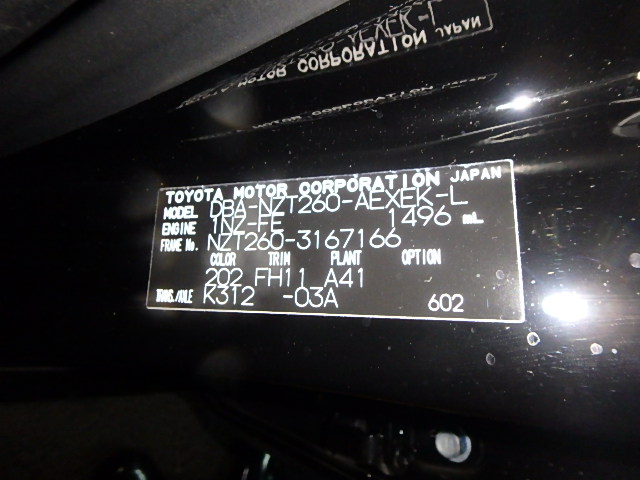 TOYOTA MOTOR CORPORATION JAPAN
MODEL DBA-NZT260-AEXEK-L
ENGINE 1NZ-FE 1496 mL
FRAME No. NZT260-3167166
COLOR TRIM PLANT OPTION
202 FH11 A41
TRANS./AXLE K312 -03A 602